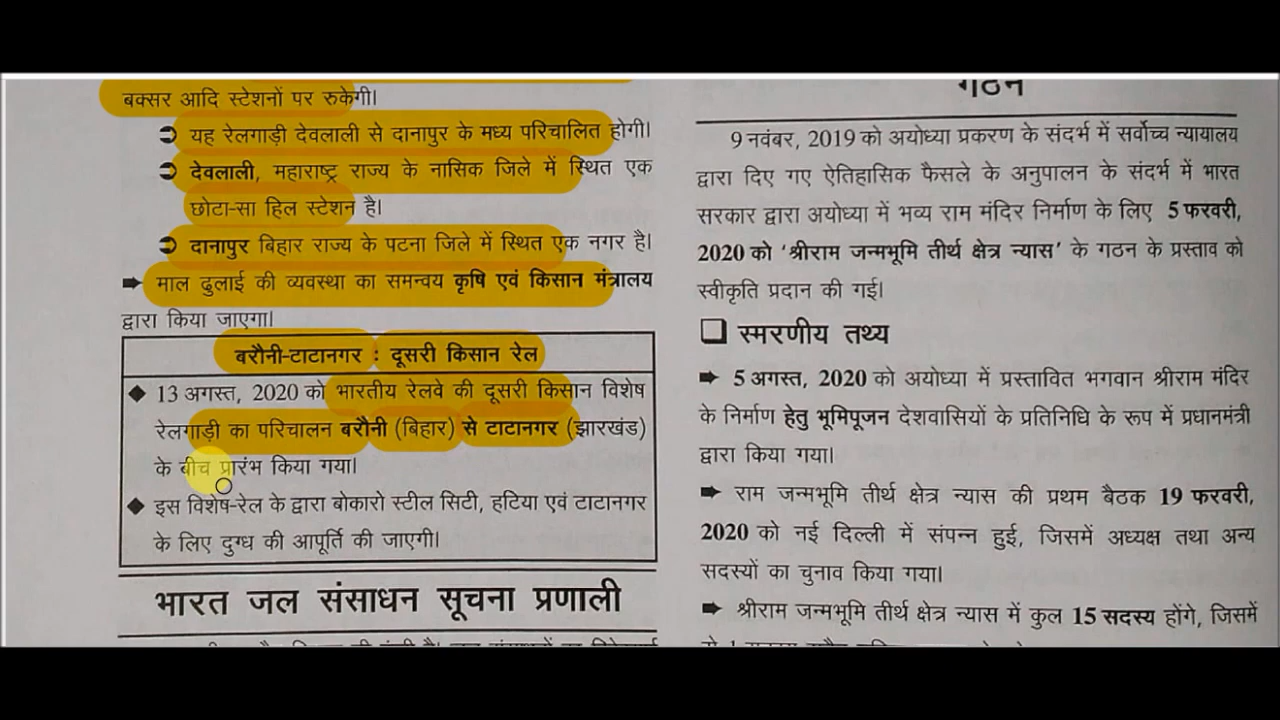 बक्सर आदि स्टेशनों पर रुकेगी।
➲ यह रेलगाड़ी देवलाली से दानापुर के मध्य परिचालित होगी।
➲ देवलाली, महाराष्ट्र राज्य के नासिक जिले में स्थित एक
छोटा-सा हिल स्टेशन है।
➲ दानापुर बिहार राज्य के पटना जिले में स्थित एक नगर है।
➡ माल ढुलाई की व्यवस्था का समन्वय कृषि एवं किसान मंत्रालय
द्वारा किया जाएगा।
बरौनी-टाटानगर : दूसरी किसान रेल
◆ 13 अगस्त, 2020 को भारतीय रेलवे की दूसरी किसान विशेष
रेलगाड़ी का परिचालन बरौनी (बिहार) से टाटानगर (झारखंड)
के बीच प्रारंभ किया गया।
◆ इस विशेष-रेल के द्वारा बोकारो स्टील सिटी, हटिया एवं टाटानगर
के लिए दुग्ध की आपूर्ति की जाएगी।
भारत जल संसाधन सूचना प्रणाली
गठन
9 नवंबर, 2019 को अयोध्या प्रकरण के संदर्भ में सर्वोच्च न्यायालय
द्वारा दिए गए ऐतिहासिक फैसले के अनुपालन के संदर्भ में भारत
सरकार द्वारा अयोध्या में भव्य राम मंदिर निर्माण के लिए 5 फरवरी,
2020 को 'श्रीराम जन्मभूमि तीर्थ क्षेत्र न्यास' के गठन के प्रस्ताव को
स्वीकृति प्रदान की गई।
❑ स्मरणीय तथ्य
➡ 5 अगस्त, 2020 को अयोध्या में प्रस्तावित भगवान श्रीराम मंदिर
के निर्माण हेतु भूमिपूजन देशवासियों के प्रतिनिधि के रूप में प्रधानमंत्री
द्वारा किया गया।
➡ राम जन्मभूमि तीर्थ क्षेत्र न्यास की प्रथम बैठक 19 फरवरी,
2020 को नई दिल्ली में संपन्न हुई, जिसमें अध्यक्ष तथा अन्य
सदस्यों का चुनाव किया गया।
➡ श्रीराम जन्मभूमि तीर्थ क्षेत्र न्यास में कुल 15 सदस्य होंगे, जिसमें